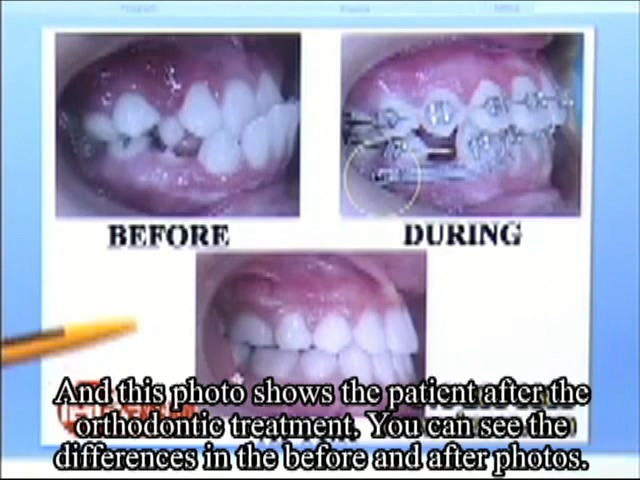 BEFORE
DURING
And this photo shows the patient after the
orthodontic treatment. You can see the
differences in the before and after photos.